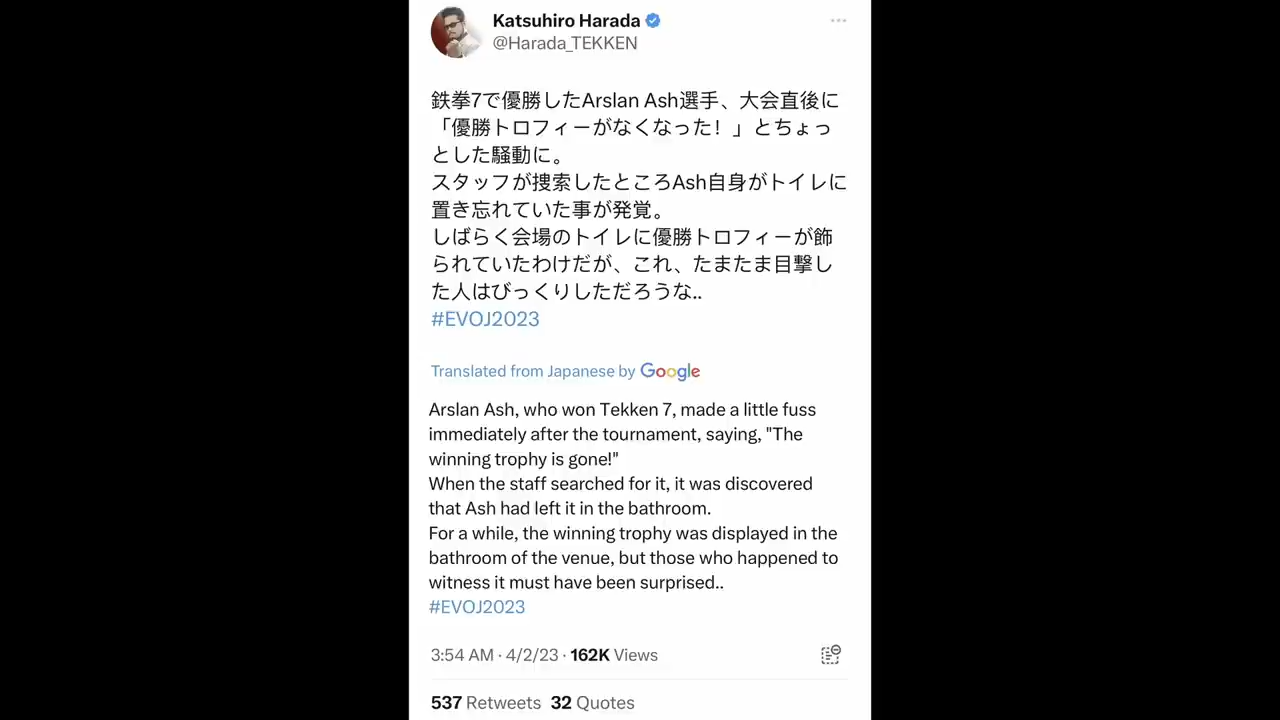 Katsuhiro Harada
@Harada_TEKKEN
鉄拳7で優勝したArslan Ash選手、大会直後に
「優勝トロフィーがなくなった！」とちょっ
とした騒動に。
スタッフが捜索したところAsh自身がトイレに
置き忘れていた事が発覚。
しばらく会場のトイレに優勝トロフィーが飾
られていたわけだが、これ、たまたま目撃し
た人はびっくりしただろうな..
#EVOJ2023
Translated from Japanese by Google
Arslan Ash, who won Tekken 7, made a little fuss
immediately after the tournament, saying, "The
winning trophy is gone!"
When the staff searched for it, it was discovered
that Ash had left it in the bathroom.
For a while, the winning trophy was displayed in the
bathroom of the venue, but those who happened to
witness it must have been surprised..
#EVOJ2023
3:54 AM · 4/2/23 · 162K Views
537 Retweets 32 Quotes